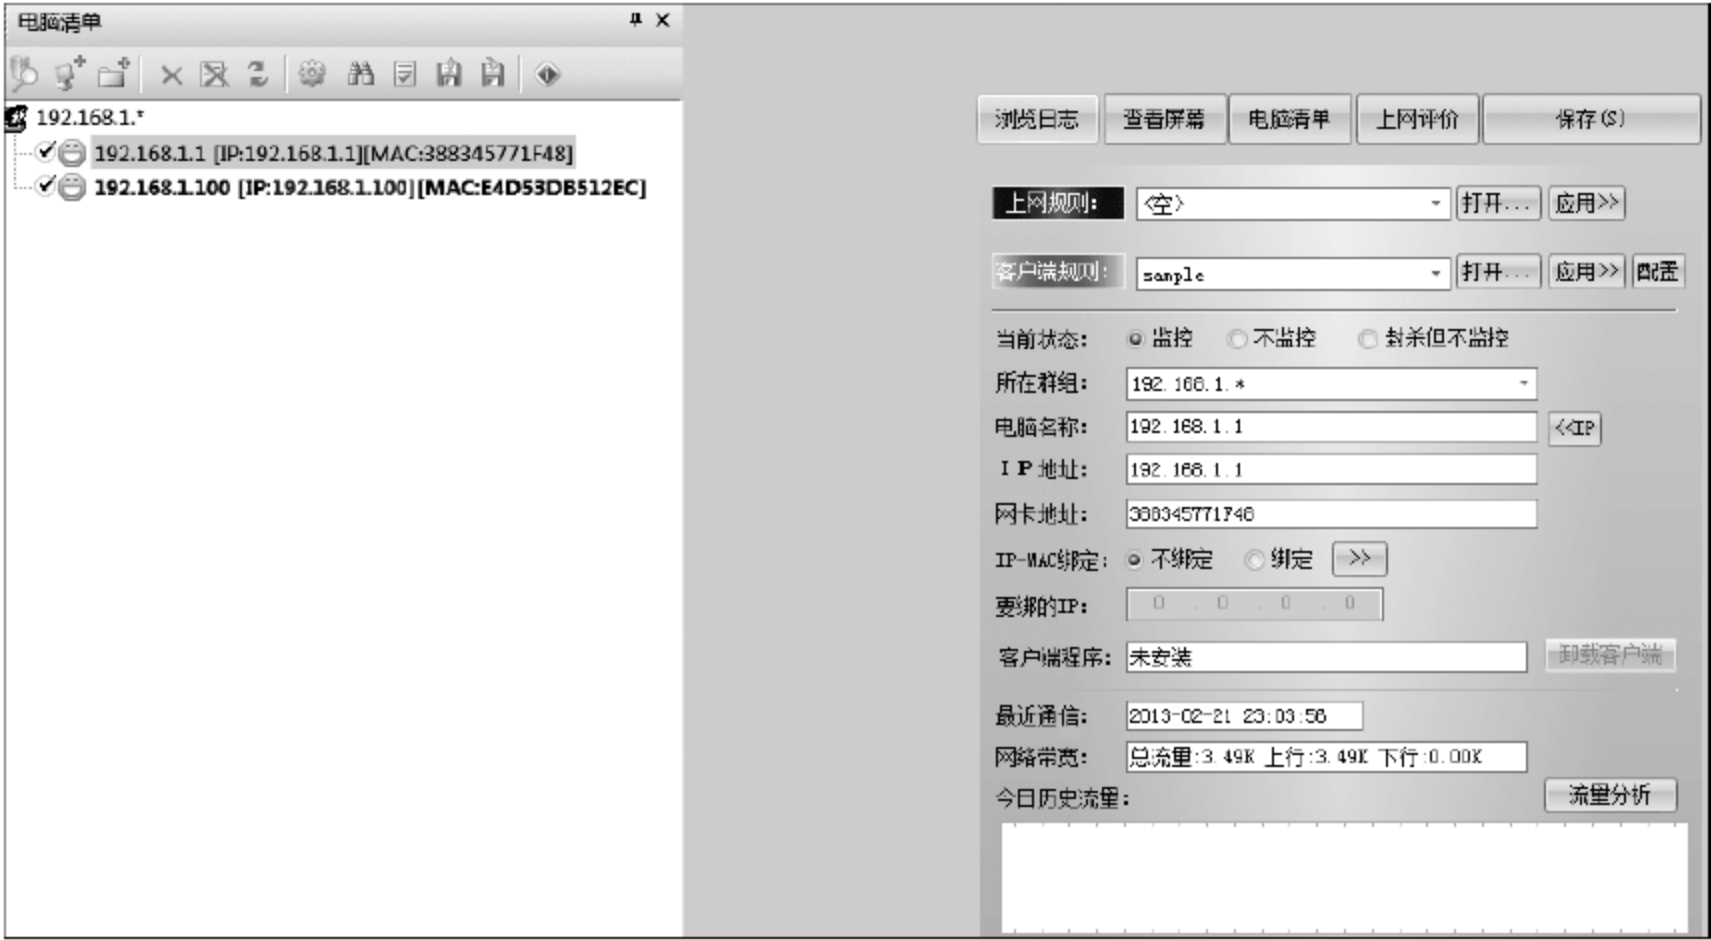 电脑清单
192.168.1.*
192.168.1.1 [IP:192.168.1.1][MAC:388345771F48]
192.168.1.100 [IP:192.168.1.100][MAC:E4D53DB512EC]
浏览日志 查看屏幕 电脑清单 上网评价 保存(S)
上网规则: <空> 打开... 应用>>
客户端规则: sample 打开... 应用>> 配置
当前状态: 监控 不监控 封杀但不监控
所在群组: 192.168.1.*
电脑名称: 192.168.1.1 <<IP
IP地址: 192.168.1.1
网卡地址: 388345771F48
IP-MAC绑定: 不绑定 绑定 >>
要绑的IP: 0 . 0 . 0 . 0
客户端程序: 未安装 卸载客户端
最近通信: 2013-02-21 23:03:56
网络带宽: 总流量:3.49K 上行:3.49K 下行:0.00K
今日历史流量: 流量分析